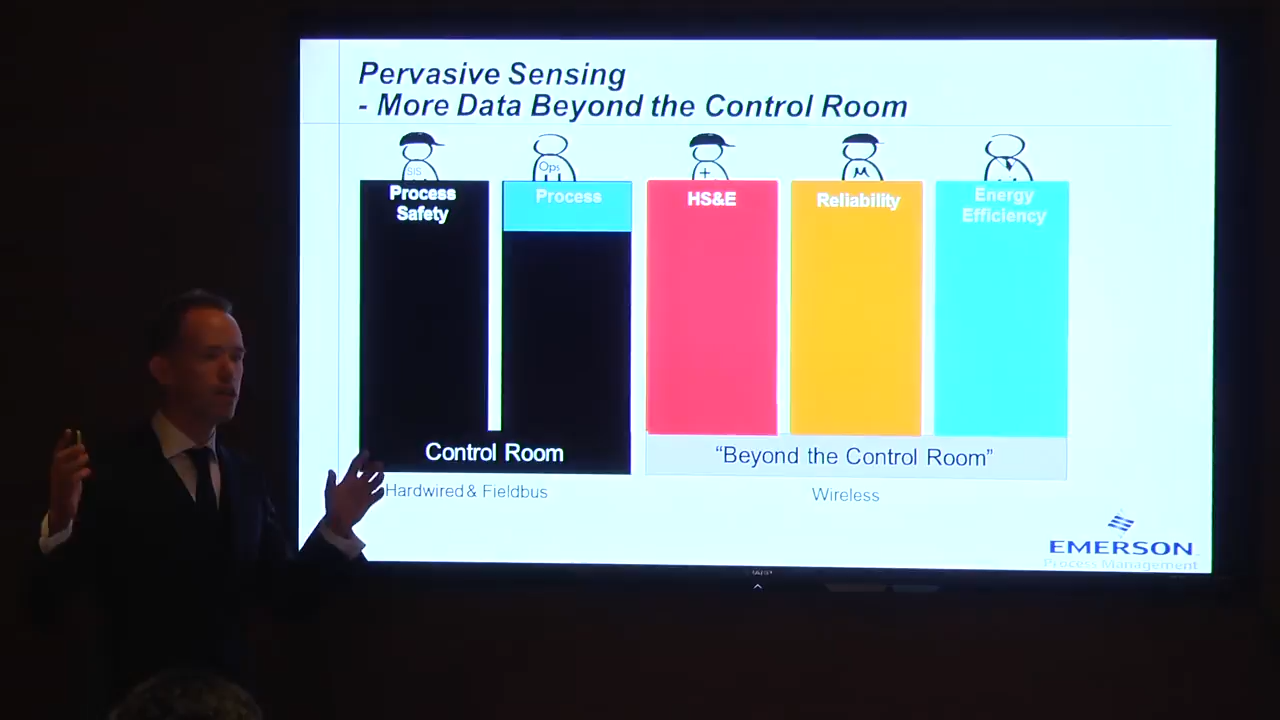 Pervasive Sensing
- More Data Beyond the Control Room
SIS
Ops
+
M
Process
Safety
Process
HS&E
Reliability
Energy
Efficiency
Control Room
“Beyond the Control Room”
Hardwired & Fieldbus
Wireless
EMERSON
Process Management